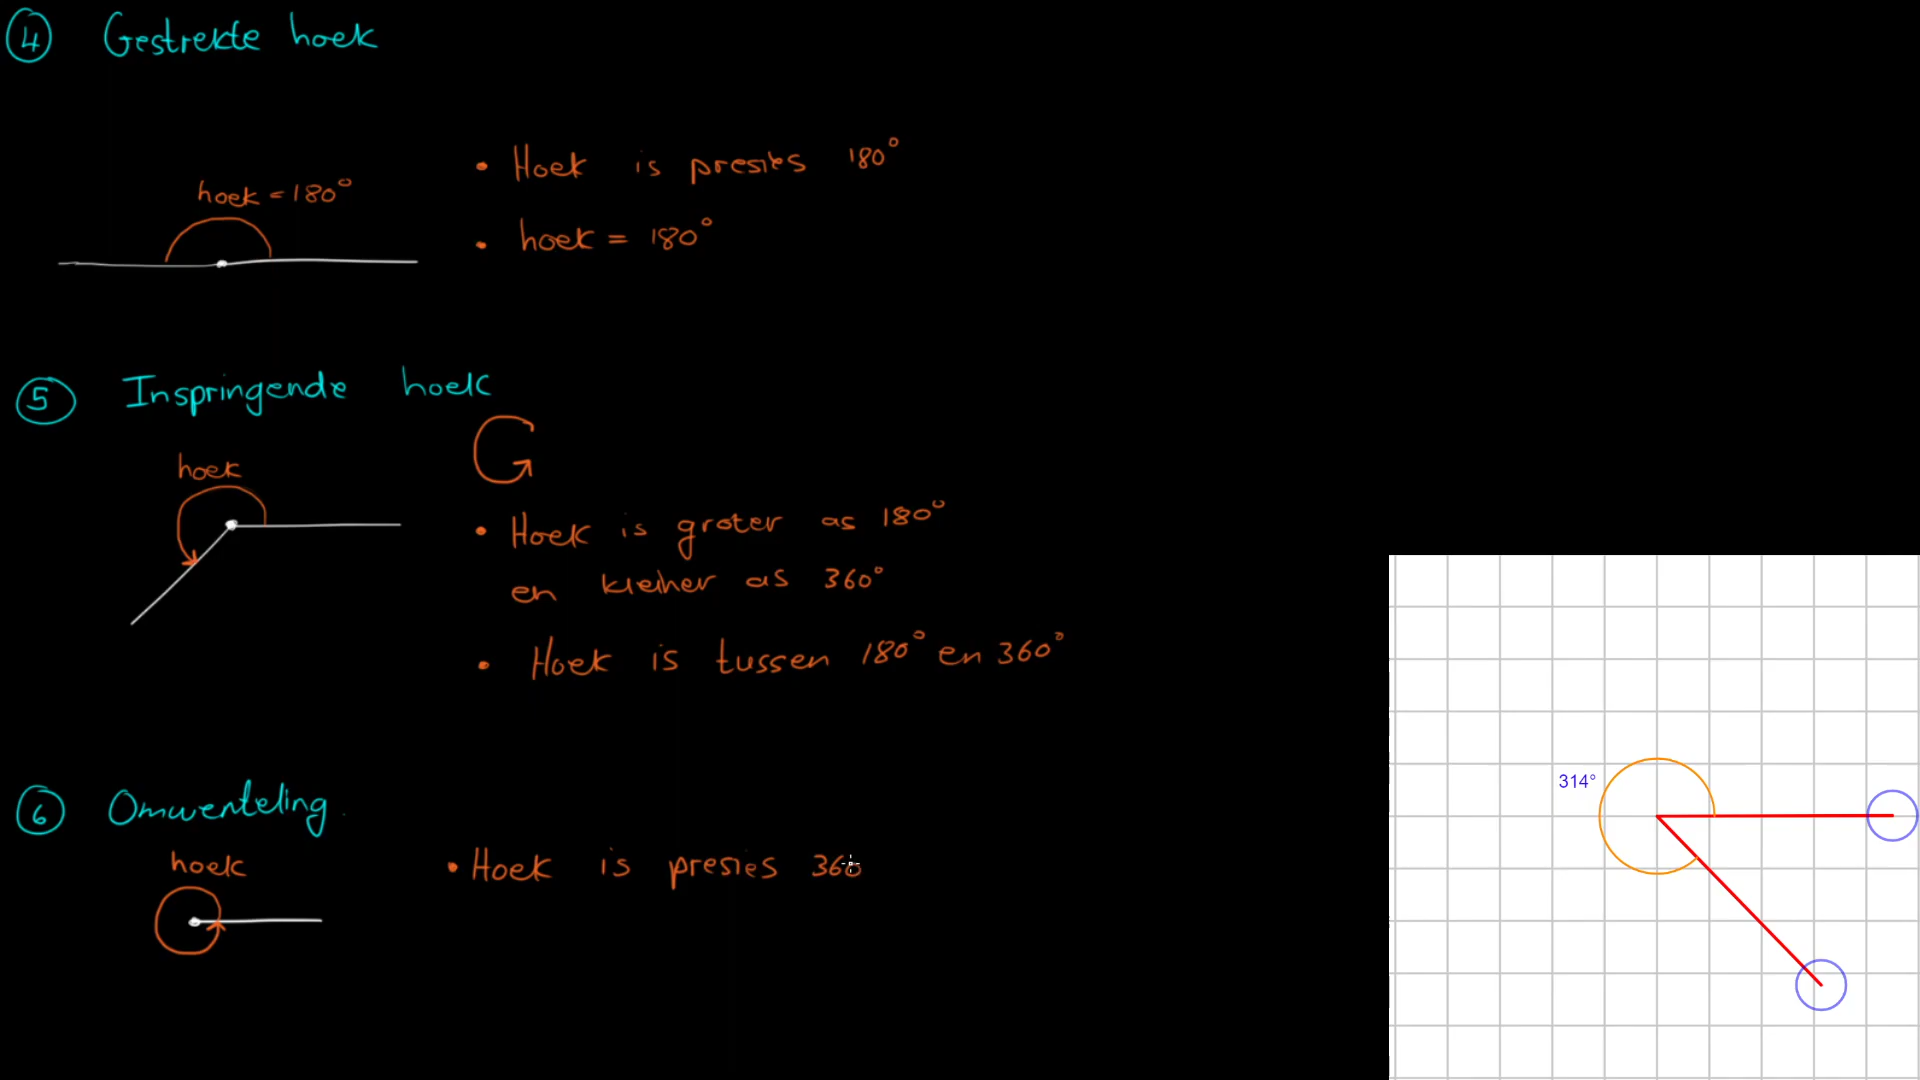 4 Gestrekte hoek
hoek = 180°
• Hoek is presies 180°
• hoek = 180°
5 Inspringende hoek
hoek
• Hoek is groter as 180°
en kleiner as 360°
• Hoek is tussen 180° en 360°
314°
6 Omwenteling.
hoek
• Hoek is presies 360